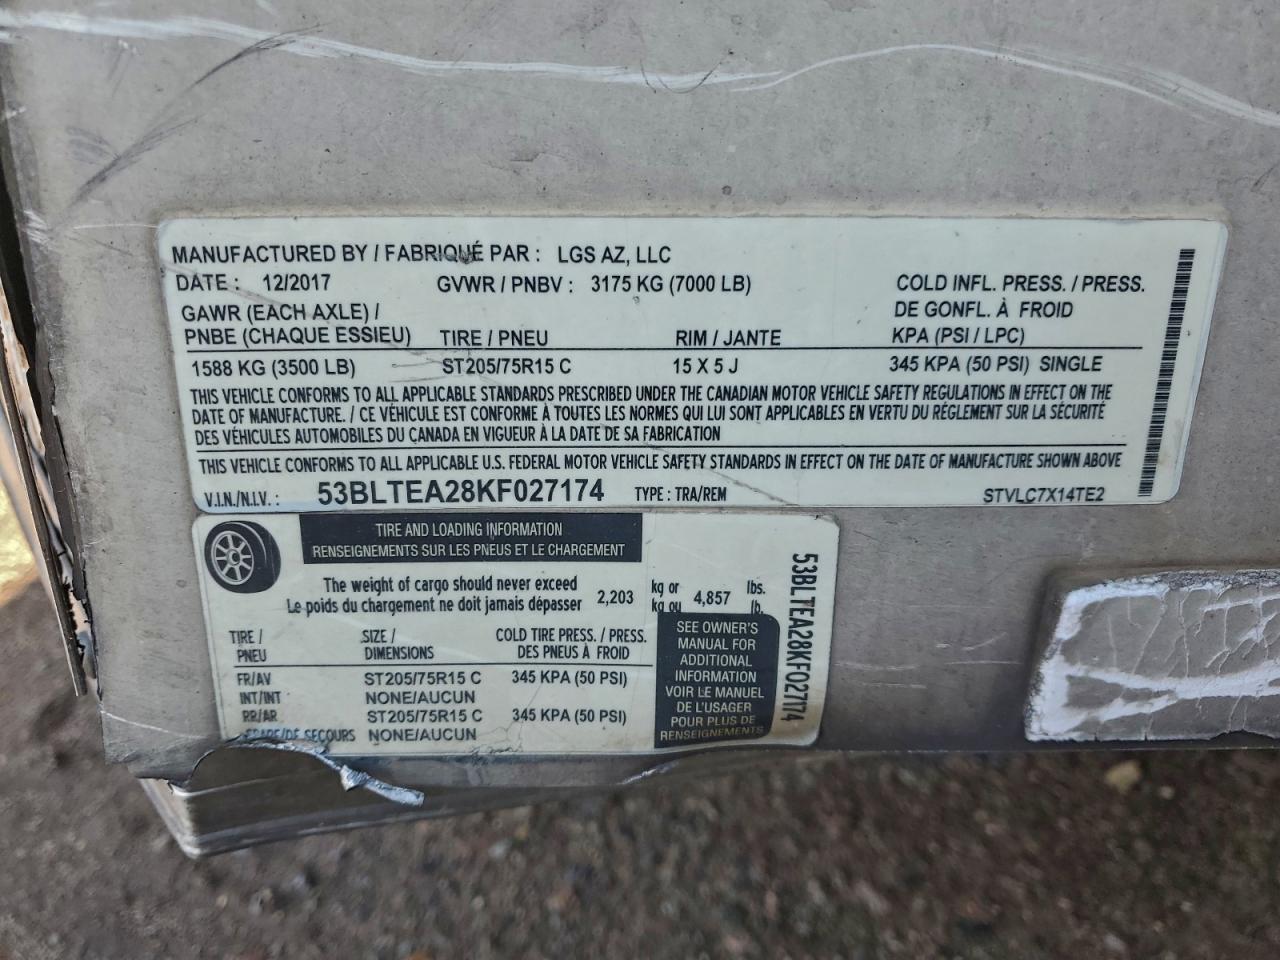 MANUFACTURED BY / FABRIQUÉ PAR : LGS AZ, LLC
DATE : 12/2017 GVWR / PNBV : 3175 KG (7000 LB) COLD INFL. PRESS. / PRESS.
GAWR (EACH AXLE) / DE GONFL. À FROID
PNBE (CHAQUE ESSIEU) TIRE / PNEU RIM / JANTE KPA (PSI / LPC)
1588 KG (3500 LB) ST205/75R15 C 15 X 5 J 345 KPA (50 PSI) SINGLE
THIS VEHICLE CONFORMS TO ALL APPLICABLE STANDARDS PRESCRIBED UNDER THE CANADIAN MOTOR VEHICLE SAFETY REGULATIONS IN EFFECT ON THE
DATE OF MANUFACTURE. / CE VÉHICULE EST CONFORME À TOUTES LES NORMES QUI LUI SONT APPLICABLES EN VERTU DU RÉGLEMENT SUR LA SÉCURITÉ
DES VÉHICULES AUTOMOBILES DU CANADA EN VIGUEUR À LA DATE DE SA FABRICATION
THIS VEHICLE CONFORMS TO ALL APPLICABLE U.S. FEDERAL MOTOR VEHICLE SAFETY STANDARDS IN EFFECT ON THE DATE OF MANUFACTURE SHOWN ABOVE
V.I.N./N.I.V. : 53BLTEA28KF027174 TYPE : TRA/REM STVLC7X14TE2
TIRE AND LOADING INFORMATION
RENSEIGNEMENTS SUR LES PNEUS ET LE CHARGEMENT
The weight of cargo should never exceed kg or lbs.
Le poids du chargement ne doit jamais dépasser 2,203 kg ou 4,857 lb.
TIRE / SIZE / COLD TIRE PRESS. / PRESS.
PNEU DIMENSIONS DES PNEUS À FROID
FR/AV ST205/75R15 C 345 KPA (50 PSI)
INT/INT NONE/AUCUN
RR/AR ST205/75R15 C 345 KPA (50 PSI)
SPARE/DE SECOURS NONE/AUCUN
SEE OWNER'S
MANUAL FOR
ADDITIONAL
INFORMATION
VOIR LE MANUEL
DE L'USAGER
POUR PLUS DE
RENSEIGNEMENTS
53BLTEA28KF027174